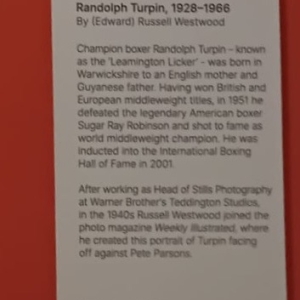 Randolph Turpin, 1928–1966
By (Edward) Russell Westwood
Champion boxer Randolph Turpin – known
as the 'Leamington Licker' – was born in
Warwickshire to an English mother and
Guyanese father. Having won British and
European middleweight titles, in 1951 he
defeated the legendary American boxer
Sugar Ray Robinson and shot to fame as
world middleweight champion. He was
inducted into the International Boxing
Hall of Fame in 2001.
After working as Head of Stills Photography
at Warner Brother's Teddington Studios,
in the 1940s Russell Westwood joined the
photo magazine Weekly Illustrated, where
he created this portrait of Turpin facing
off against Pete Parsons.